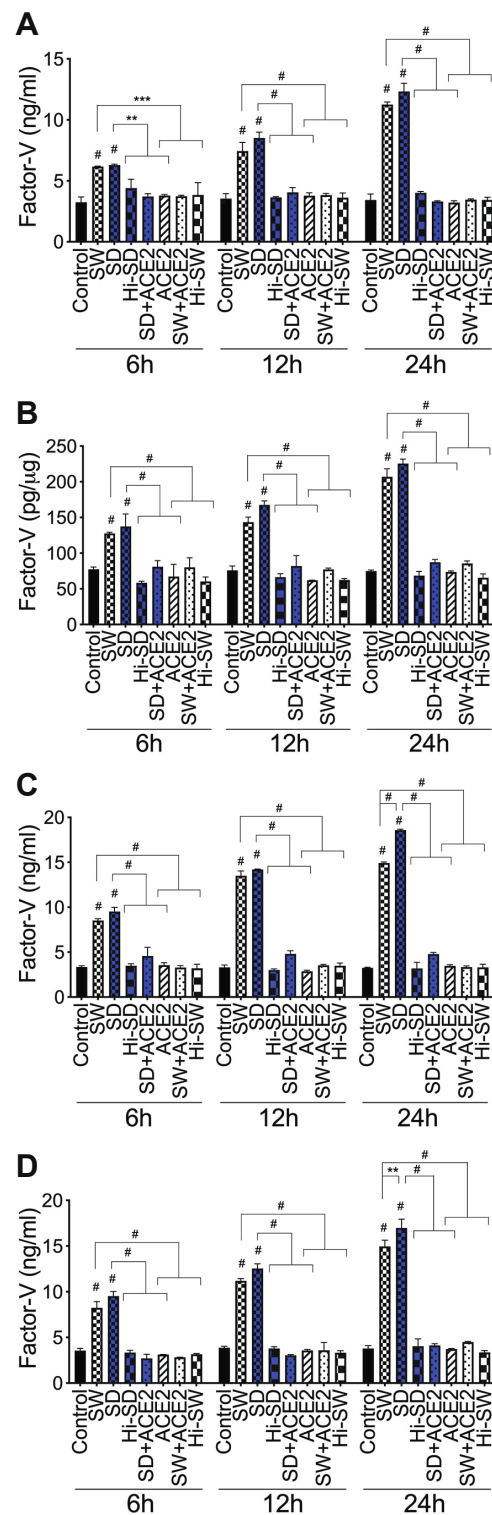 A
Factor-V (ng/ml)
15
10
5
0
***
**
#
#
#
#
#
#
#
#
#
#
Control
SW
SD
Hi-SD
SD+ACE2
ACE2
SW+ACE2
Hi-SW
Control
SW
SD
Hi-SD
SD+ACE2
ACE2
SW+ACE2
Hi-SW
Control
SW
SD
Hi-SD
SD+ACE2
ACE2
SW+ACE2
Hi-SW
6h
12h
24h
B
Factor-V (pg/µg)
250
200
150
100
50
0
#
#
#
#
#
#
#
#
#
#
#
#
Control
SW
SD
Hi-SD
SD+ACE2
ACE2
SW+ACE2
Hi-SW
Control
SW
SD
Hi-SD
SD+ACE2
ACE2
SW+ACE2
Hi-SW
Control
SW
SD
Hi-SD
SD+ACE2
ACE2
SW+ACE2
Hi-SW
6h
12h
24h
C
Factor-V (ng/ml)
20
15
10
5
0
#
#
#
#
#
#
#
#
#
#
#
#
#
Control
SW
SD
Hi-SD
SD+ACE2
ACE2
SW+ACE2
Hi-SW
Control
SW
SD
Hi-SD
SD+ACE2
ACE2
SW+ACE2
Hi-SW
Control
SW
SD
Hi-SD
SD+ACE2
ACE2
SW+ACE2
Hi-SW
6h
12h
24h
D
Factor-V (ng/ml)
20
15
10
5
0
#
#
#
#
#
#
#
#
#
**
#
#
#
Control
SW
SD
Hi-SD
SD+ACE2
ACE2
SW+ACE2
Hi-SW
Control
SW
SD
Hi-SD
SD+ACE2
ACE2
SW+ACE2
Hi-SW
Control
SW
SD
Hi-SD
SD+ACE2
ACE2
SW+ACE2
Hi-SW
6h
12h
24h